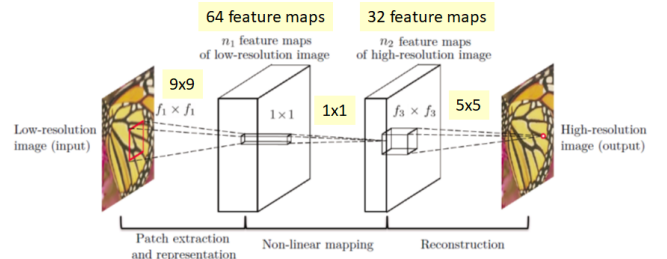 64 feature maps
32 feature maps
n₁ feature maps
of low-resolution image
n₂ feature maps
of high-resolution image
9x9
f₁ × f₁
1×1
1x1
f₃ × f₃
5x5
Low-resolution
image (input)
High-resolution
image (output)
Patch extraction
and representation
Non-linear mapping
Reconstruction